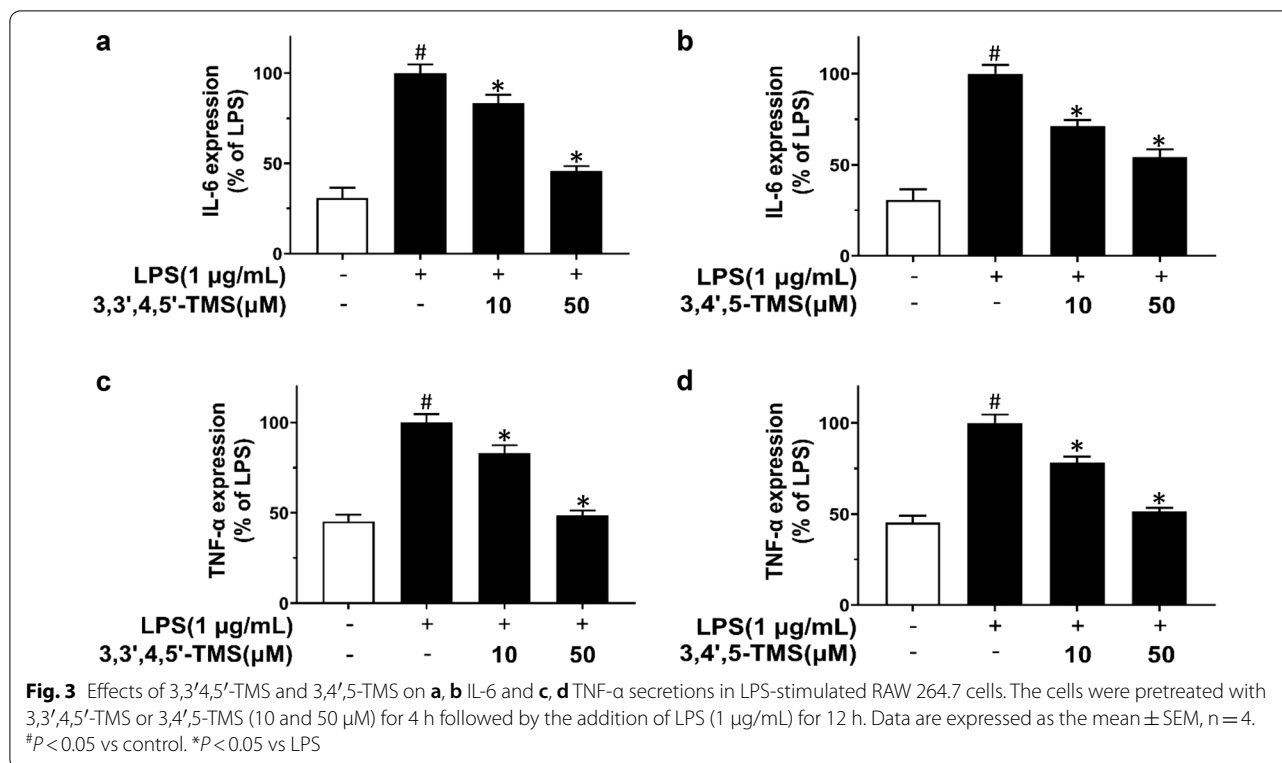 a
IL-6 expression
(% of LPS)
100
50
0
#
*
*
LPS(1 µg/mL) - + + +
3,3',4,5'-TMS(µM) - - 10 50
b
IL-6 expression
(% of LPS)
100
50
0
#
*
*
LPS(1 µg/mL) - + + +
3,4',5-TMS(µM) - - 10 50
c
TNF-α expression
(% of LPS)
100
50
0
#
*
*
LPS(1 µg/mL) - + + +
3,3',4,5'-TMS(µM) - - 10 50
d
TNF-α expression
(% of LPS)
100
50
0
#
*
*
LPS(1 µg/mL) - + + +
3,4',5-TMS(µM) - - 10 50
Fig. 3 Effects of 3,3′4,5′-TMS and 3,4′,5-TMS on a, b IL-6 and c, d TNF-α secretions in LPS-stimulated RAW 264.7 cells. The cells were pretreated with
3,3′,4,5′-TMS or 3,4′,5-TMS (10 and 50 μM) for 4 h followed by the addition of LPS (1 μg/mL) for 12 h. Data are expressed as the mean ± SEM, n = 4.
#P < 0.05 vs control. *P < 0.05 vs LPS